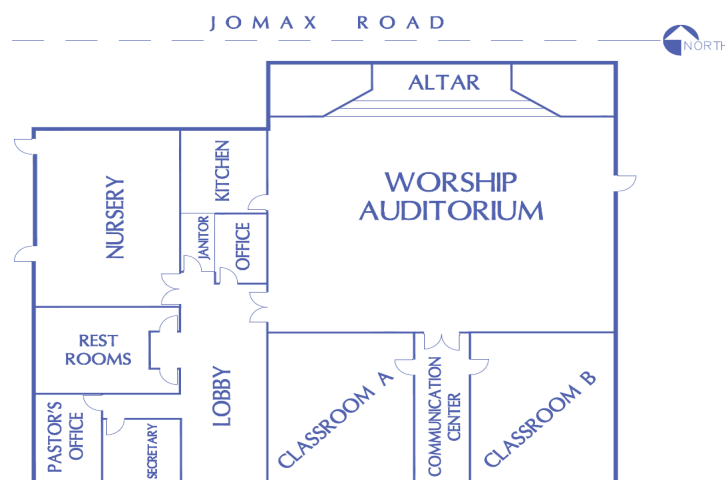 JOMAX ROAD
NORTH
ALTAR
WORSHIP
AUDITORIUM
KITCHEN
NURSERY
JANITOR
OFFICE
REST
ROOMS
LOBBY
CLASSROOM A
COMMUNICATION
CENTER
CLASSROOM B
PASTOR'S
OFFICE
SECRETARY